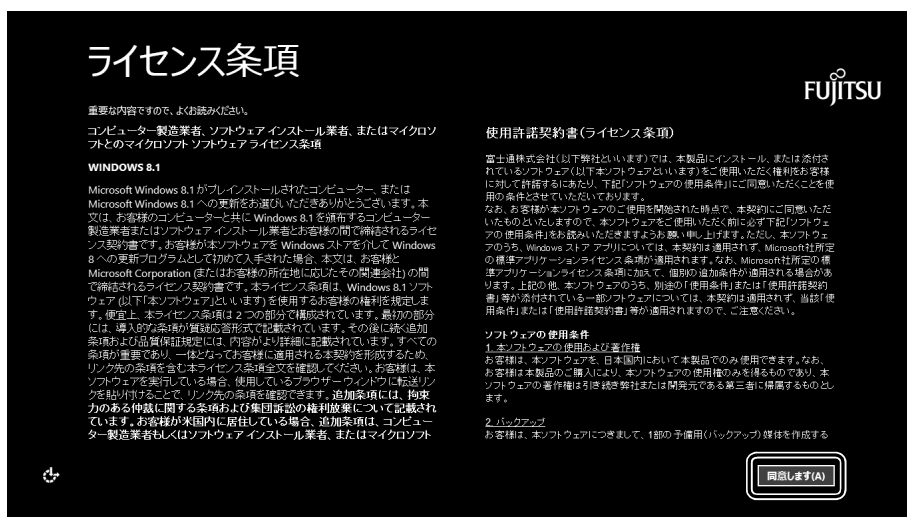 ライセンス条項
FUJITSU
重要な内容ですので、よくお読みください。
コンピューター製造業者、ソフトウェア インストール業者、またはマイクロソ
フトとのマイクロソフト ソフトウェア ライセンス条項
WINDOWS 8.1
Microsoft Windows 8.1 がプレインストールされたコンピューター、または
Microsoft Windows 8.1 への更新をお選びいただきありがとうございます。本
文は、お客様のコンピューターと共に Windows 8.1 を頒布するコンピューター
製造業者またはソフトウェア インストール業者とお客様の間で締結されるライセ
ンス契約書です。お客様が本ソフトウェアを Windows ストアを介して Windows
8 への更新プログラムとして初めて入手された場合、本文は、お客様と
Microsoft Corporation (またはお客様の所在地に応じたその関連会社) の間
で締結されるライセンス契約書です。本ライセンス条項は、Windows 8.1 ソフト
ウェア (以下「本ソフトウェア」といいます) を使用するお客様の権利を規定しま
す。便宜上、本ライセンス条項は 2 つの部分で構成されています。最初の部分
には、導入的な条項が質疑応答形式で記載されています。その後に続く追加
条項および品質保証規定には、内容がより詳細に記載されています。すべての
条項が重要であり、一体となってお客様に適用される本契約を形成するため、
リンク先の条項を含む本ライセンス条項全文を確認してください。お客様は、本
ソフトウェアを実行している場合、使用しているブラウザー ウィンドウに転送リン
クを貼り付けることで、リンク先の条項を確認できます。追加条項には、拘束
力のある仲裁に関する条項および集団訴訟の権利放棄について記載され
ています。お客様が米国内に居住している場合、追加条項は、コンピュー
ター製造業者もしくはソフトウェア インストール業者、またはマイクロソフト
使用許諾契約書(ライセンス条項)
富士通株式会社(以下弊社といいます)では、本製品にインストール、または添付さ
れているソフトウェア(以下本ソフトウェアといいます)をご使用いただく権利をお客様
に対して許諾するにあたり、下記「ソフトウェアの使用条件」にご同意いただくことを使
用の条件とさせていただいております。
なお、お客様が本ソフトウェアのご使用を開始された時点で、本契約にご同意いただ
いたものといたしますので、本ソフトウェアをご使用いただく前に必ず下記「ソフトウェ
アの使用条件」をお読みいただきますようお願い申し上げます。ただし、本ソフトウェ
アのうち、Windows ストア アプリについては、本契約は適用されず、Microsoft社所定
の標準アプリケーションライセンス条項が適用されます。なお、Microsoft社所定の標
準アプリケーションライセンス条項に加えて、個別の追加条件が適用される場合があ
ります。上記の他、本ソフトウェアのうち、別途の「使用条件」または「使用許諾契約
書」等が添付されている一部ソフトウェアについては、本契約は適用されず、当該「使
用条件」または「使用許諾契約書」等が適用されますので、ご注意ください。
ソフトウェアの使用条件
1. 本ソフトウェアの使用および著作権
お客様は、本ソフトウェアを、日本国内において本製品でのみ使用できます。なお、
お客様は本製品のご購入により、本ソフトウェアの使用権のみを得るものであり、本
ソフトウェアの著作権は引き続き弊社または開発元である第三者に帰属するものとし
ます。
2. バックアップ
お客様は、本ソフトウェアにつきまして、1部の予備用(バックアップ)媒体を作成する
同意します(A)